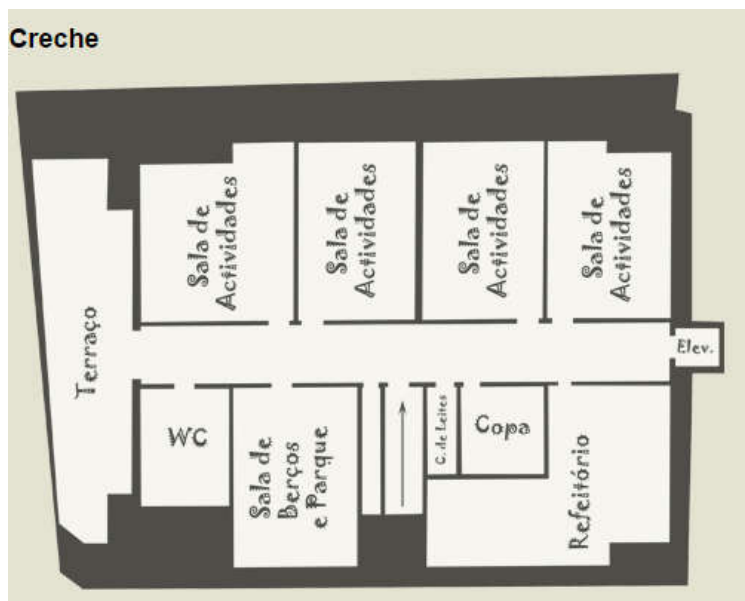 Creche
Sala de
Actividades
Sala de
Actividades
Sala de
Actividades
Sala de
Actividades
Terraço
Elev.
WC
Sala de
Berços
e Parque
C. de Leites
Copa
Refeitório